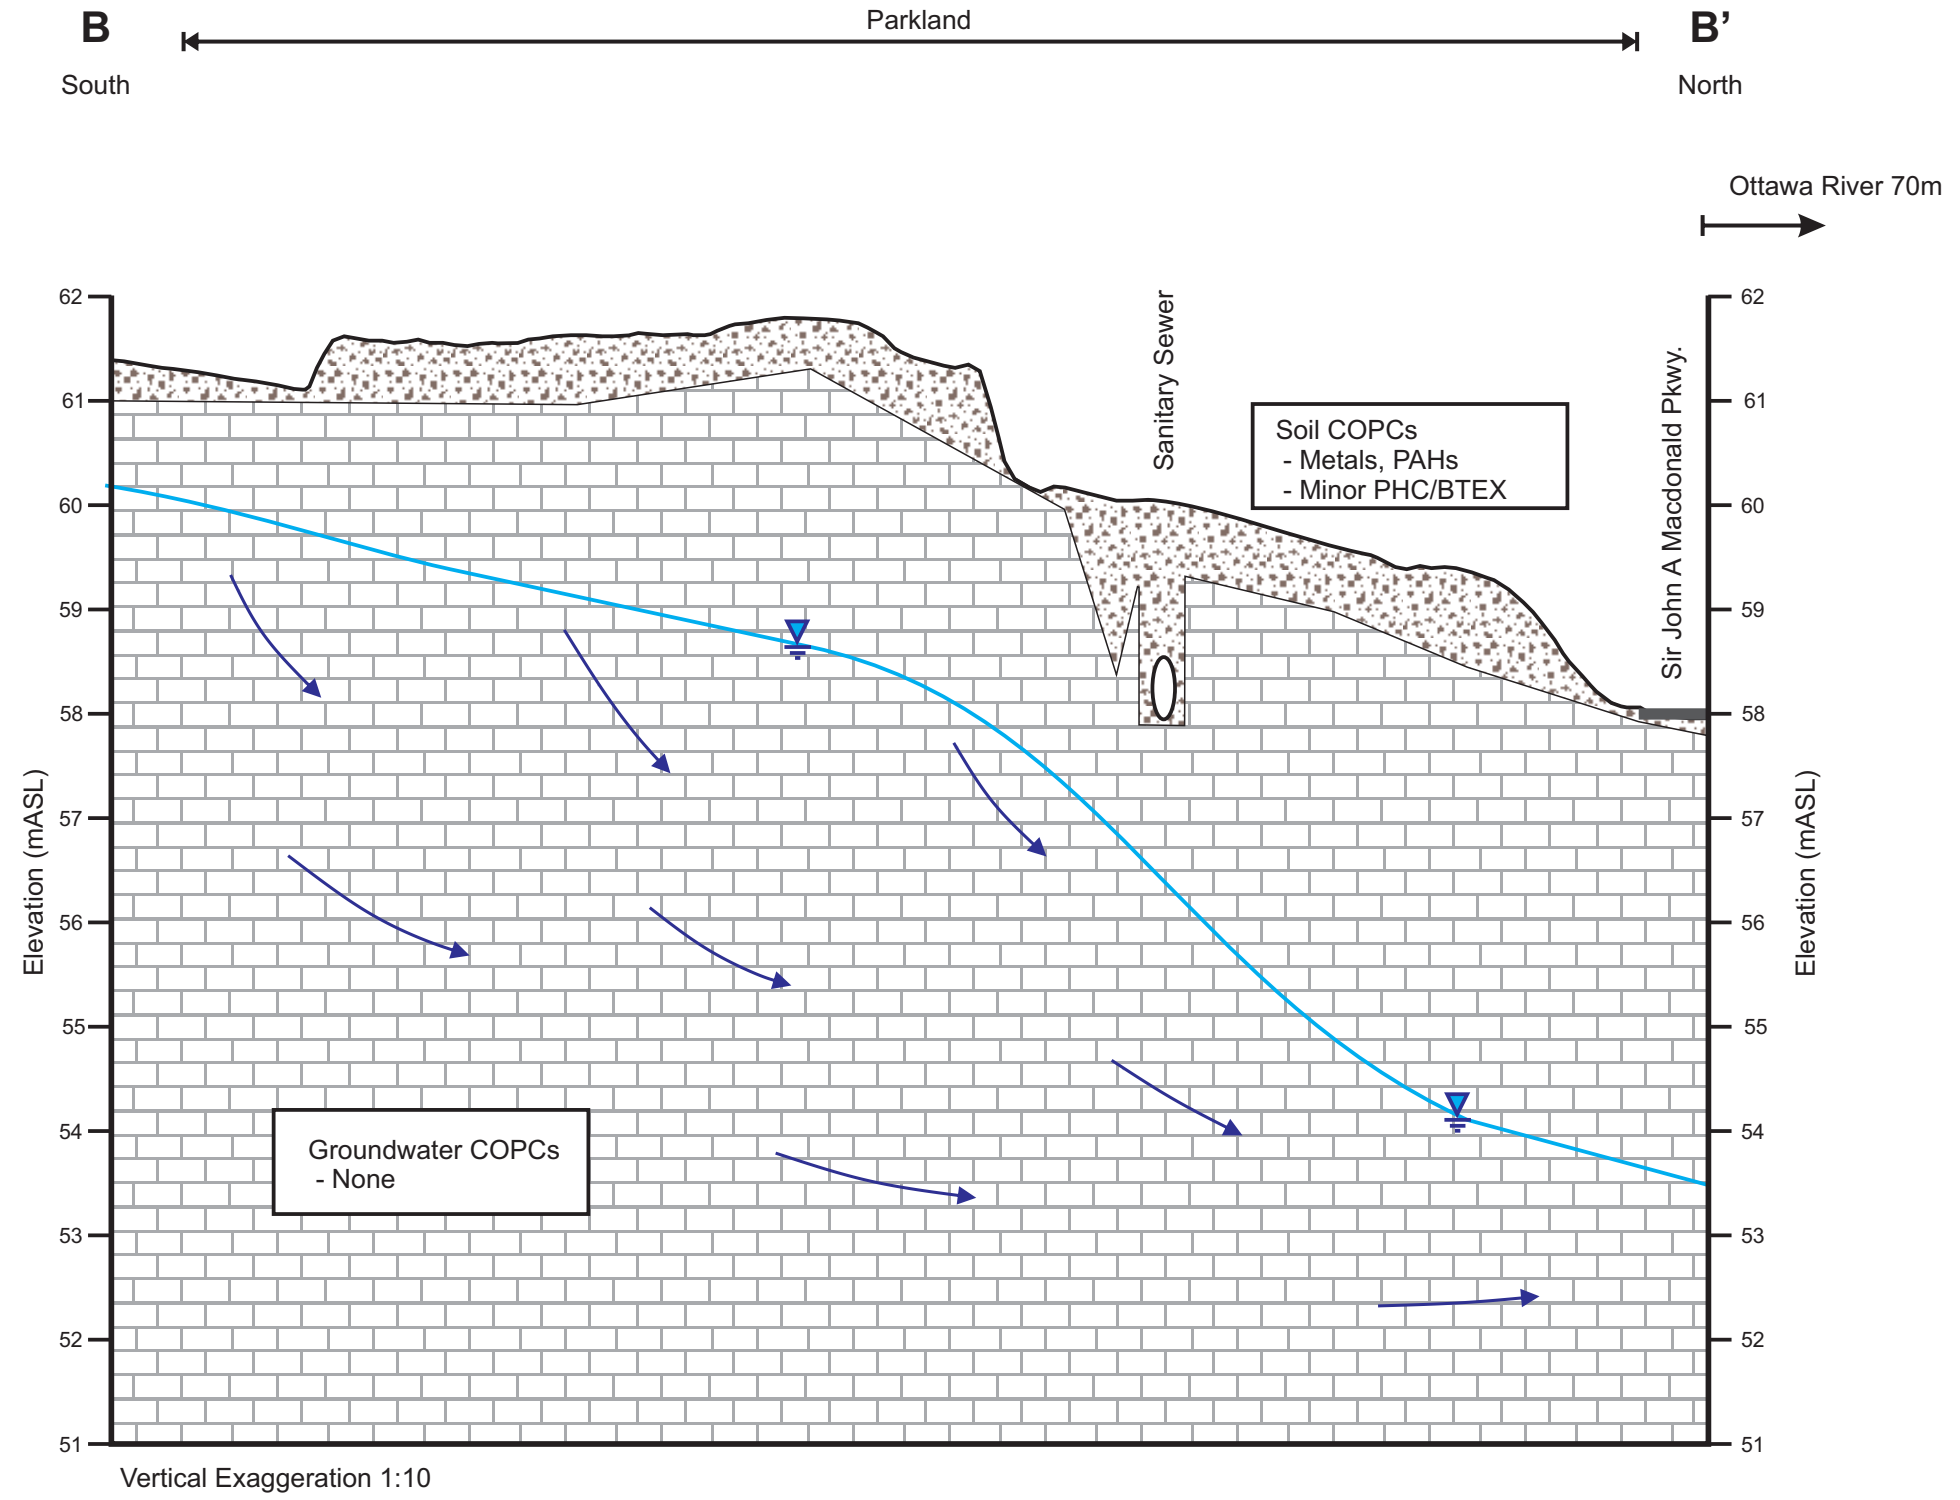 B
Parkland
B’
South
North
Ottawa River 70m
Sanitary Sewer
Sir John A Macdonald Pkwy.
Soil COPCs
- Metals, PAHs
- Minor PHC/BTEX
62
61
60
59
58
57
56
55
54
53
52
51
Elevation (mASL)
62
61
60
59
58
57
56
55
54
53
52
51
Elevation (mASL)
Groundwater COPCs
- None
Vertical Exaggeration 1:10